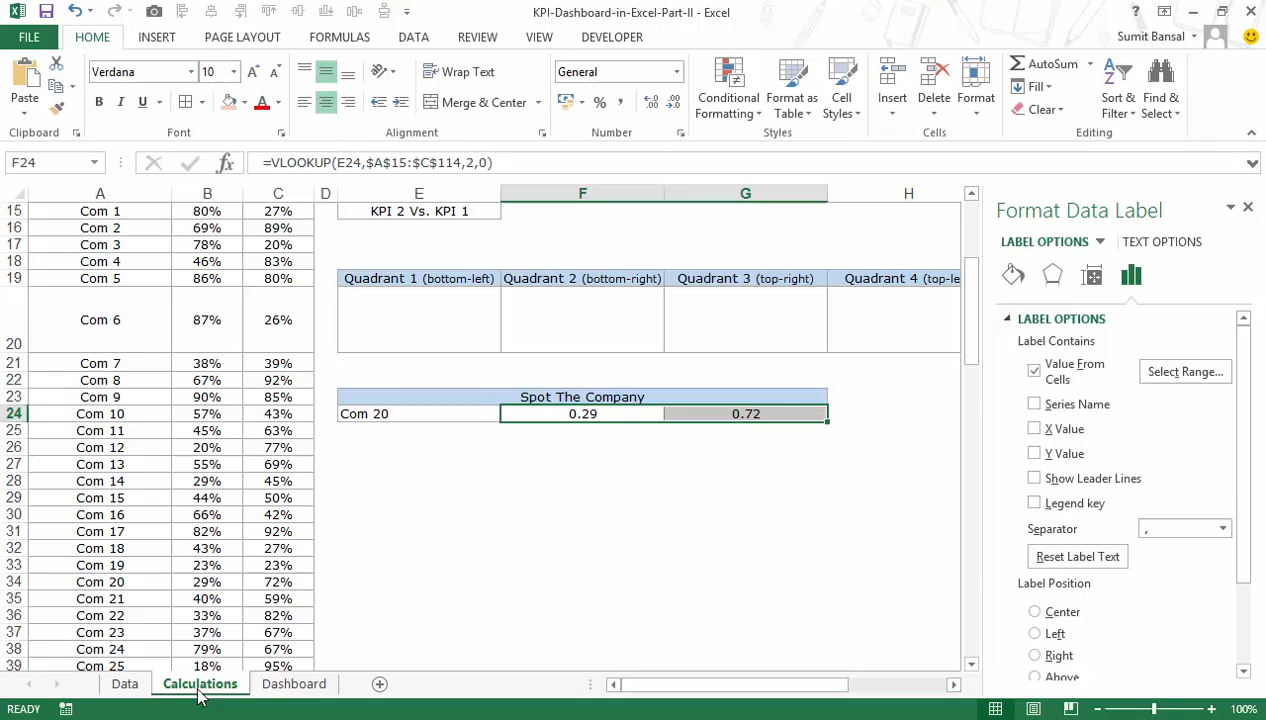 KPI-Dashboard-in-Excel-Part-II - Excel
FILE HOME INSERT PAGE LAYOUT FORMULAS DATA REVIEW VIEW DEVELOPER Sumit Bansal
Paste
Verdana 10
B I U
A A
Wrap Text
Merge & Center
General
%
Conditional Formatting
Format as Table
Cell Styles
Insert
Delete
Format
AutoSum
Fill
Clear
Sort & Filter
Find & Select
Clipboard Font Alignment Number Styles Cells Editing
F24 fx =VLOOKUP(E24,$A$15:$C$114,2,0)
A B C D E F G H
15 Com 1 80% 27% KPI 2 Vs. KPI 1
16 Com 2 69% 89%
17 Com 3 78% 20%
18 Com 4 46% 83%
19 Com 5 86% 80% Quadrant 1 (bottom-left) Quadrant 2 (bottom-right) Quadrant 3 (top-right) Quadrant 4 (top-le
20 Com 6 87% 26%
21 Com 7 38% 39%
22 Com 8 67% 92%
23 Com 9 90% 85% Spot The Company
24 Com 10 57% 43% Com 20 0.29 0.72
25 Com 11 45% 63%
26 Com 12 20% 77%
27 Com 13 55% 69%
28 Com 14 29% 45%
29 Com 15 44% 50%
30 Com 16 66% 42%
31 Com 17 82% 92%
32 Com 18 43% 27%
33 Com 19 23% 23%
34 Com 20 29% 72%
35 Com 21 40% 59%
36 Com 22 33% 82%
37 Com 23 37% 67%
38 Com 24 79% 67%
39 Com 25 18% 95%
Format Data Label
LABEL OPTIONS TEXT OPTIONS
LABEL OPTIONS
Label Contains
Value From Cells
Select Range...
Series Name
X Value
Y Value
Show Leader Lines
Legend key
Separator ,
Reset Label Text
Label Position
Center
Left
Right
Above
Data Calculations Dashboard
READY 100%